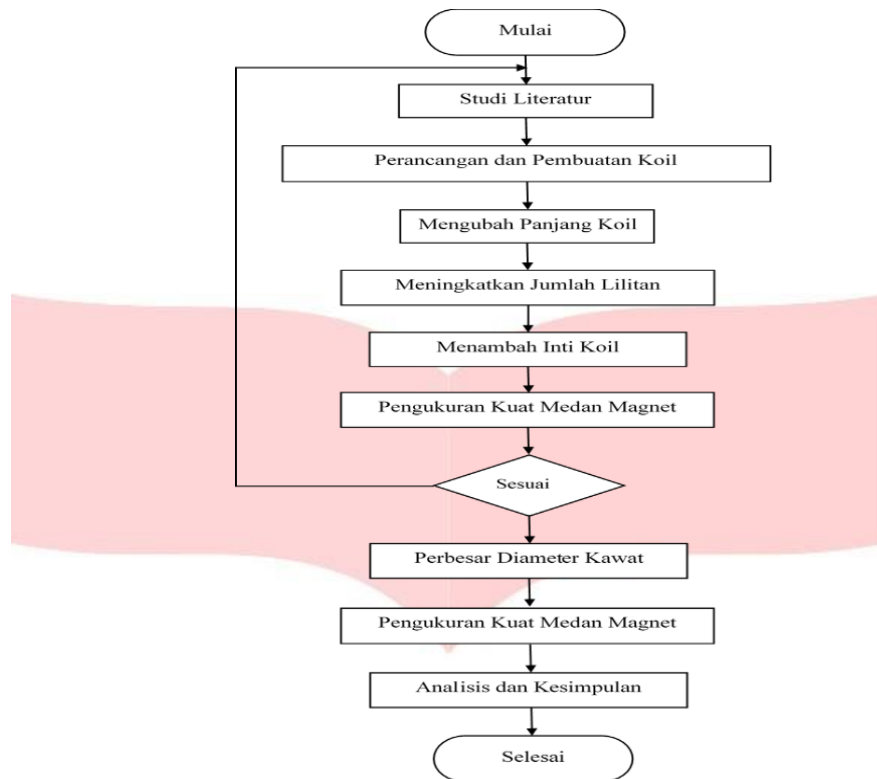 Mulai
Studi Literatur
Perancangan dan Pembuatan Koil
Mengubah Panjang Koil
Meningkatkan Jumlah Lilitan
Menambah Inti Koil
Pengukuran Kuat Medan Magnet
Sesuai
Perbesar Diameter Kawat
Pengukuran Kuat Medan Magnet
Analisis dan Kesimpulan
Selesai